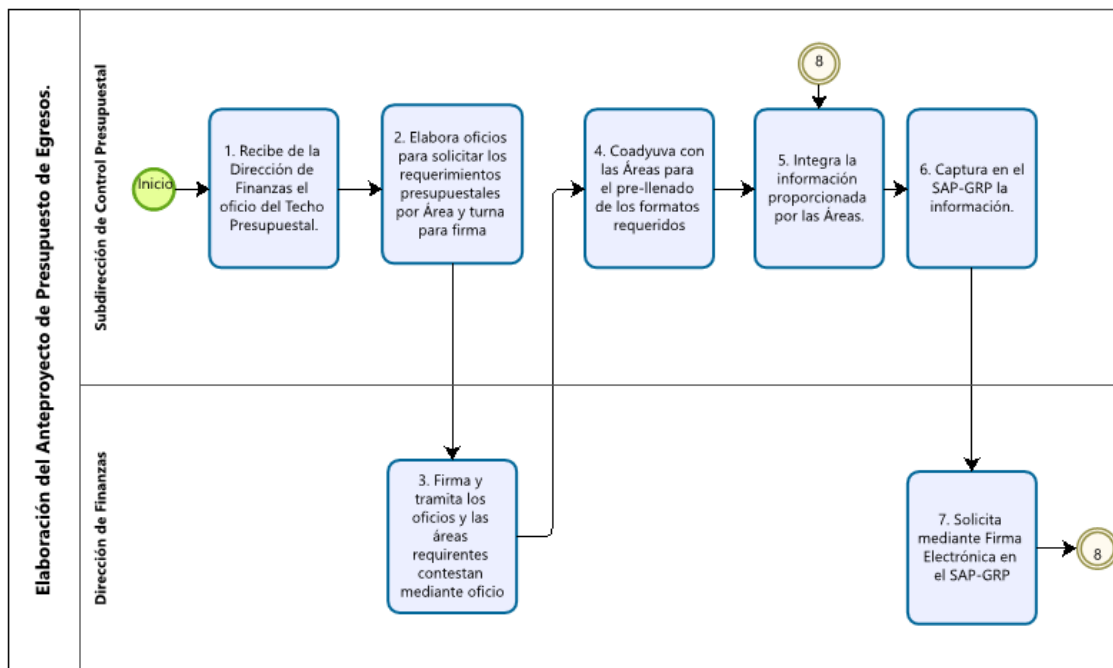 Elaboración del Anteproyecto de Presupuesto de Egresos.
Subdirección de Control Presupuestal
Inicio
1. Recibe de la
Dirección de
Finanzas el
oficio del Techo
Presupuestal.
2. Elabora oficios
para solicitar los
requerimientos
presupuestales
por Área y turna
para firma
4. Coadyuva con
las Áreas para
el pre-llenado
de los formatos
requeridos
8
5. Integra la
información
proporcionada
por las Áreas.
6. Captura en el
SAP-GRP la
información.
Dirección de Finanzas
3. Firma y
tramita los
oficios y las
áreas
requirentes
contestan
mediante oficio
7. Solicita
mediante Firma
Electrónica en
el SAP-GRP
8